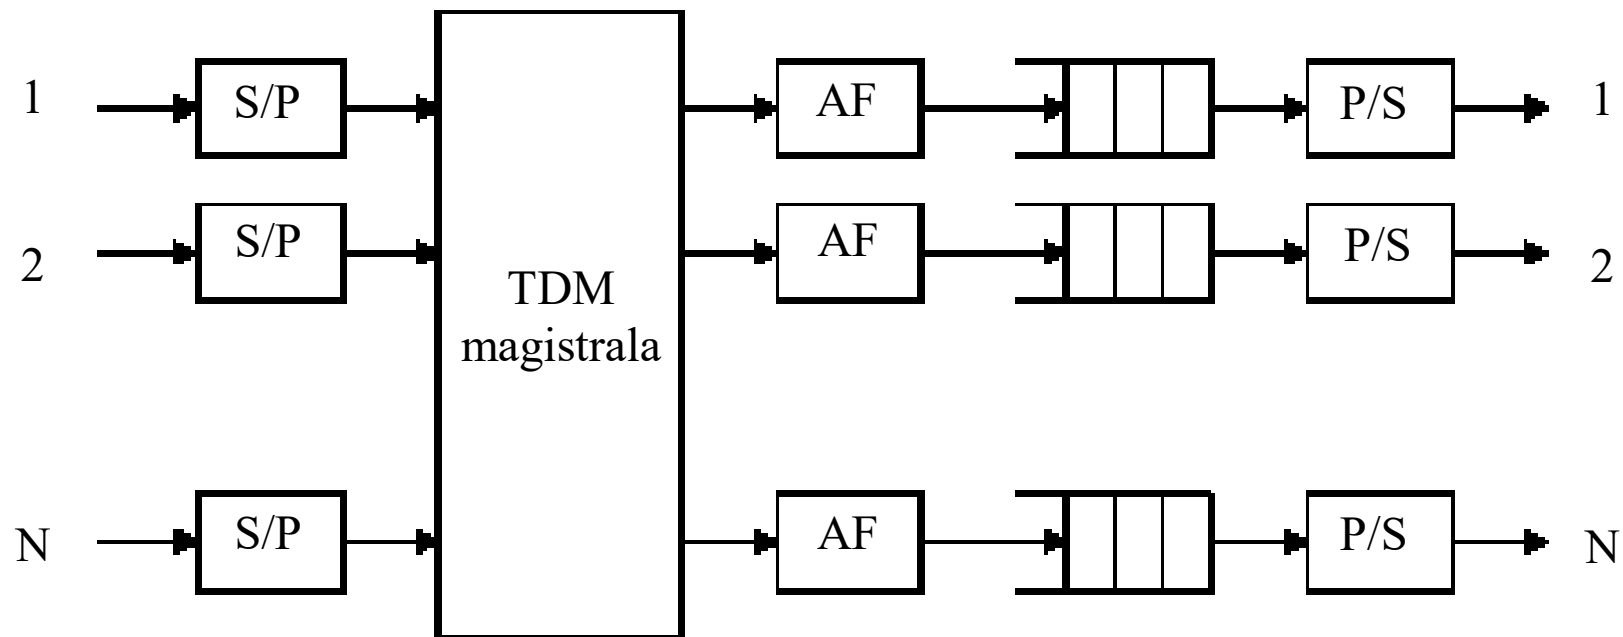 1 S/P AF P/S 1
2 S/P AF P/S 2
TDM
magistrala
N S/P AF P/S N